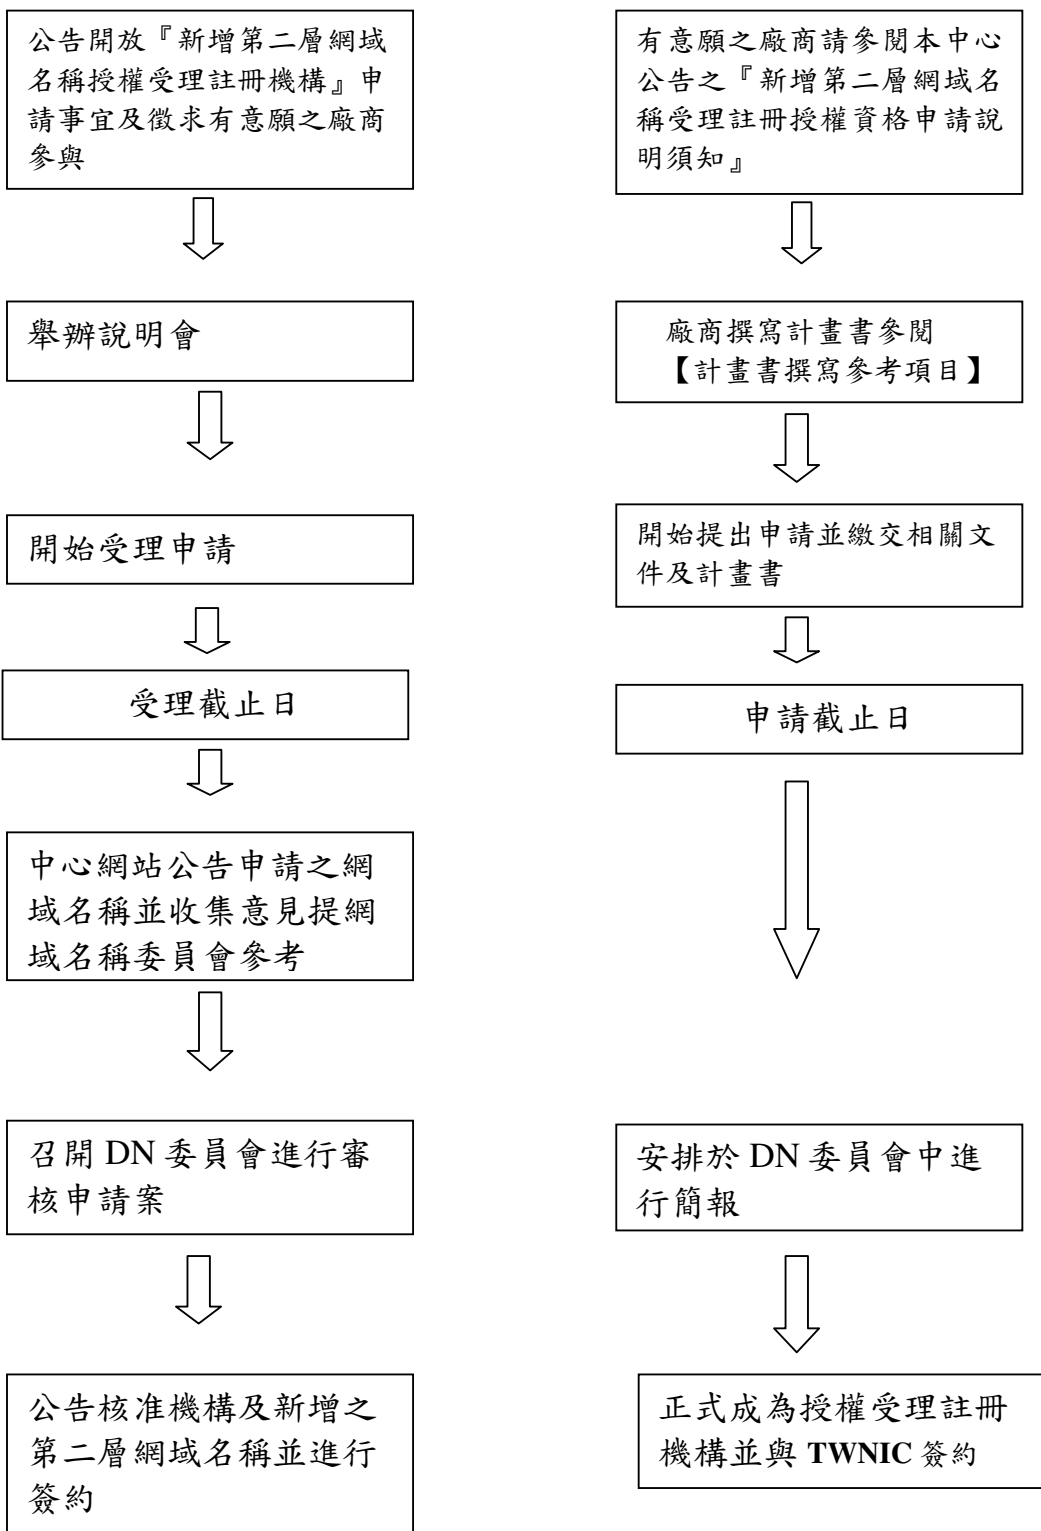 公告開放『新增第二層網域
名稱授權受理註冊機構』申
請事宜及徵求有意願之廠商
參與
舉辦說明會
開始受理申請
受理截止日
中心網站公告申請之網
域名稱並收集意見提網
域名稱委員會參考
召開 DN 委員會進行審
核申請案
公告核准機構及新增之
第二層網域名稱並進行
簽約
有意願之廠商請參閱本中心
公告之『新增第二層網域名
稱受理註冊授權資格申請說
明須知』
廠商撰寫計畫書參閱
【計畫書撰寫參考項目】
開始提出申請並繳交相關文
件及計畫書
申請截止日
安排於 DN 委員會中進
行簡報
正式成為授權受理註冊
機構並與 TWNIC 簽約